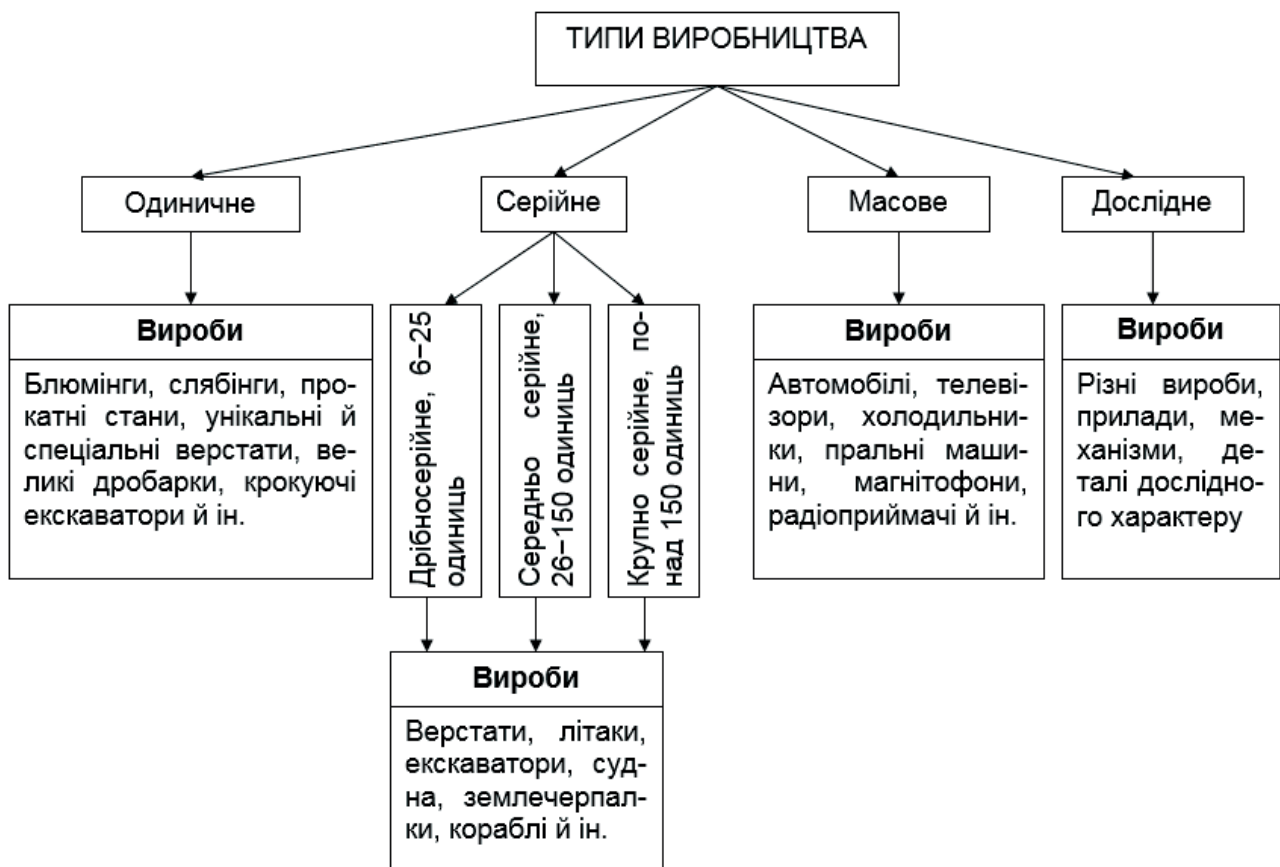 ТИПИ ВИРОБНИЦТВА
Одиничне
Серійне
Масове
Дослідне
Вироби
Блюмінги, слябінги, про-
катні стани, унікальні й
спеціальні верстати, ве-
ликі дробарки, крокуючі
екскаватори й ін.
Дрібносерійне, 6–25
одиниць
Середньо серійне,
26–150 одиниць
Крупно серійне, по-
над 150 одиниць
Вироби
Верстати, літаки,
екскаватори, суд-
на, землечерпал-
ки, кораблі й ін.
Вироби
Автомобілі, телеві-
зори, холодильни-
ки, пральні маши-
ни, магнітофони,
радіоприймачі й ін.
Вироби
Різні вироби,
прилади, ме-
ханізми, де-
талі дослідно-
го характеру